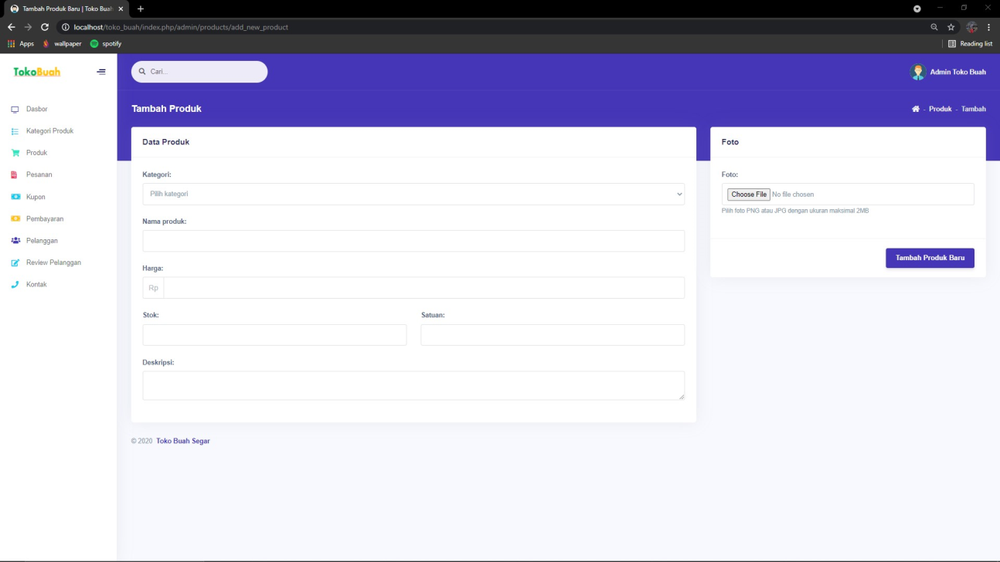 Tambah Produk Baru | Toko Buah
localhost/toko_buah/index.php/admin/products/add_new_product
Apps
wallpaper
spotify
Reading list
TokoBuah
Cari...
Admin Toko Buah
Tambah Produk
- Produk - Tambah
Dasbor
Kategori Produk
Produk
Pesanan
Kupon
Pembayaran
Pelanggan
Review Pelanggan
Kontak
Data Produk
Kategori:
Pilih kategori
Nama produk:
Harga:
Rp
Stok:
Satuan:
Deskripsi:
Foto
Foto:
Choose File No file chosen
Pilih foto PNG atau JPG dengan ukuran maksimal 2MB
Tambah Produk Baru
© 2020 Toko Buah Segar